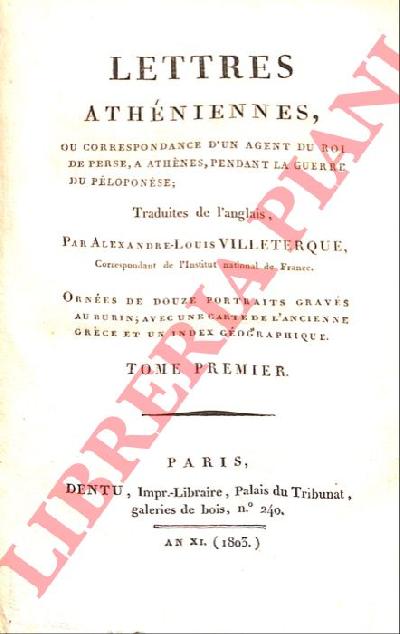 LETTRES
ATHÉNIENNES,
OU CORRESPONDANCE D'UN AGENT DU ROI
DE PERSE, A ATHÈNES, PENDANT LA GUERRE
DU PÉLOPONÈSE;
Traduites de l'anglais,
PAR ALEXANDRE-LOUIS VILLETERQUE,
Correspondant de l'Institut national de France.
ORNÉES DE DOUZE PORTRAITS GRAVÉS
AU BURIN; AVEC UNE CARTE DE L'ANCIENNE
GRÈCE ET UN INDEX GÉOGRAPHIQUE.
TOME PREMIER.
PARIS,
DENTU, Impr.-Libraire, Palais du Tribunat,
galeries de bois, n.º 240.
AN XI. (1803.)
LIBRERIA PIANI